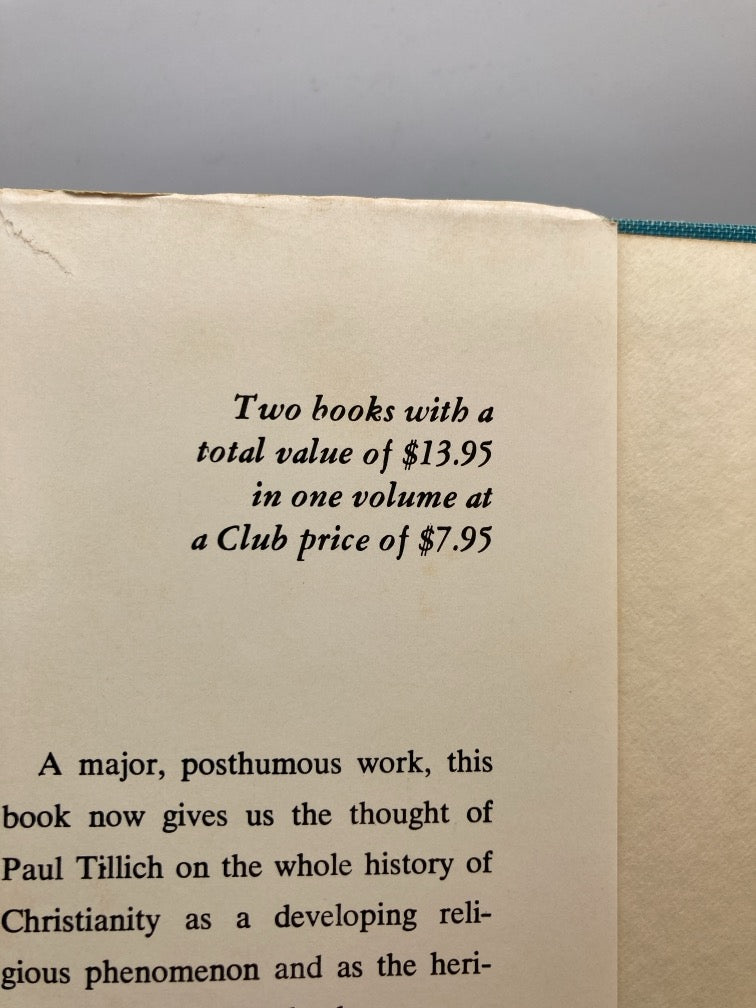 Two books with a
total value of $13.95
in one volume at
a Club price of $7.95
A major, posthumous work, this
book now gives us the thought of
Paul Tillich on the whole history of
Christianity as a developing reli-
gious phenomenon and as the heri-